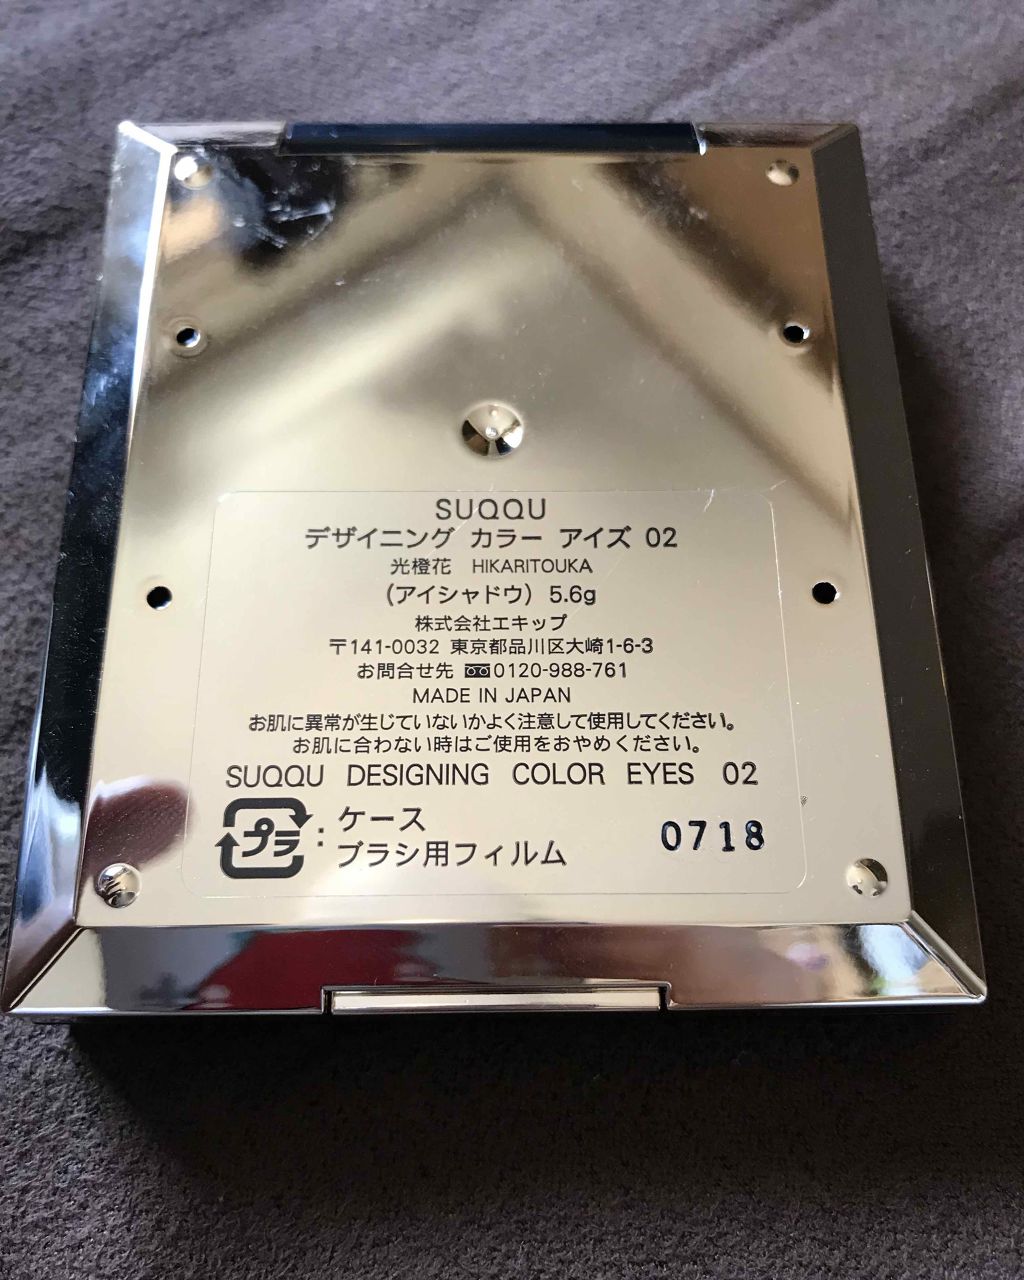 SUQQU
デザイニング カラー アイズ 02
光橙花 HIKARITOUKA
(アイシャドウ) 5.6g
株式会社エキップ
〒141-0032 東京都品川区大崎1-6-3
お問合せ先 0120-988-761
MADE IN JAPAN
お肌に異常が生じていないかよく注意して使用してください。
お肌に合わない時はご使用をおやめください。
SUQQU DESIGNING COLOR EYES 02
プラ : ケース
ブラシ用フィルム
0718